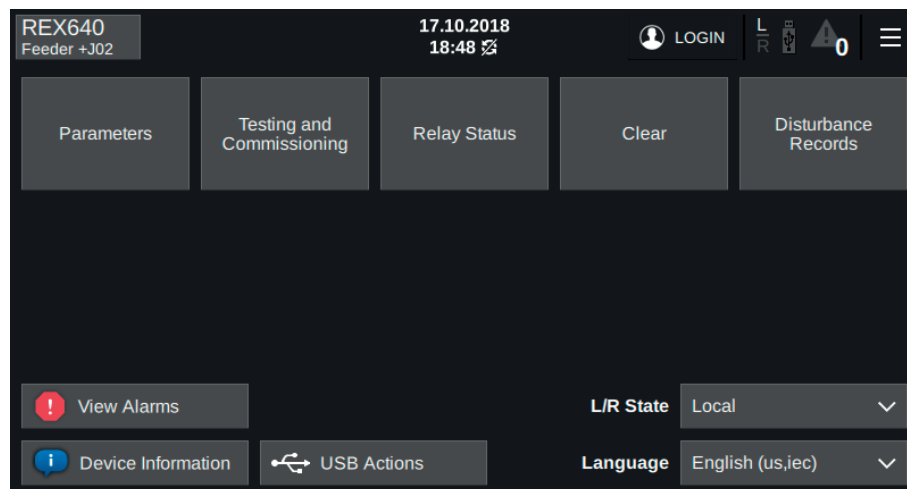 REX640
Feeder +J02
17.10.2018
18:48
LOGIN
L
R
0
Parameters
Testing and
Commissioning
Relay Status
Clear
Disturbance
Records
View Alarms
L/R State
Local
Device Information
USB Actions
Language
English (us,iec)